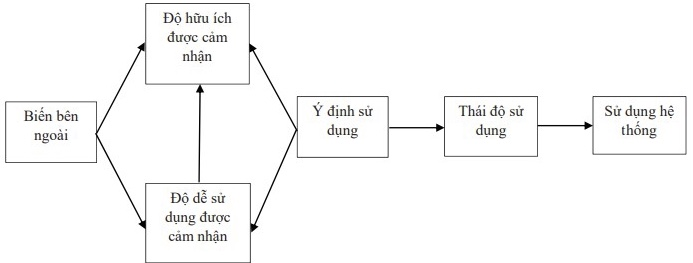 Độ hữu ích
được cảm
nhận
Biến bên
ngoài
Ý định sử
dụng
Thái độ sử
dụng
Sử dụng hệ
thống
Độ dễ sử
dụng được
cảm nhận